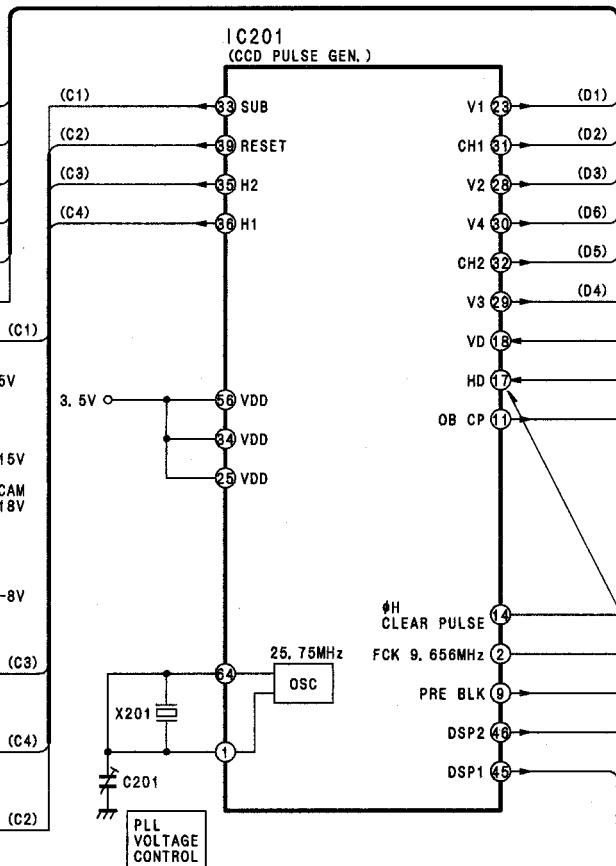 IC201
(CCD PULSE GEN.)
(C1) 33 SUB V1 23 (D1)
(C2) 39 RESET CH1 31 (D2)
(C3) 35 H2 V2 28 (D3)
(C4) 36 H1 V4 30 (D6)
CH2 32 (D5)
V3 29 (D4)
(C1) VD 18
5V HD 17
3.5V 56 VDD OB CP 11
34 VDD
15V 25 VDD
CAM
18V
-8V
φH
CLEAR PULSE 14
(C3) 64 25.75MHz FCK 9.656MHz 2
OSC PRE BLK 9
X201
(C4) 1 DSP2 46
C201 DSP1 45
(C2) PLL
VOLTAGE
CONTROL